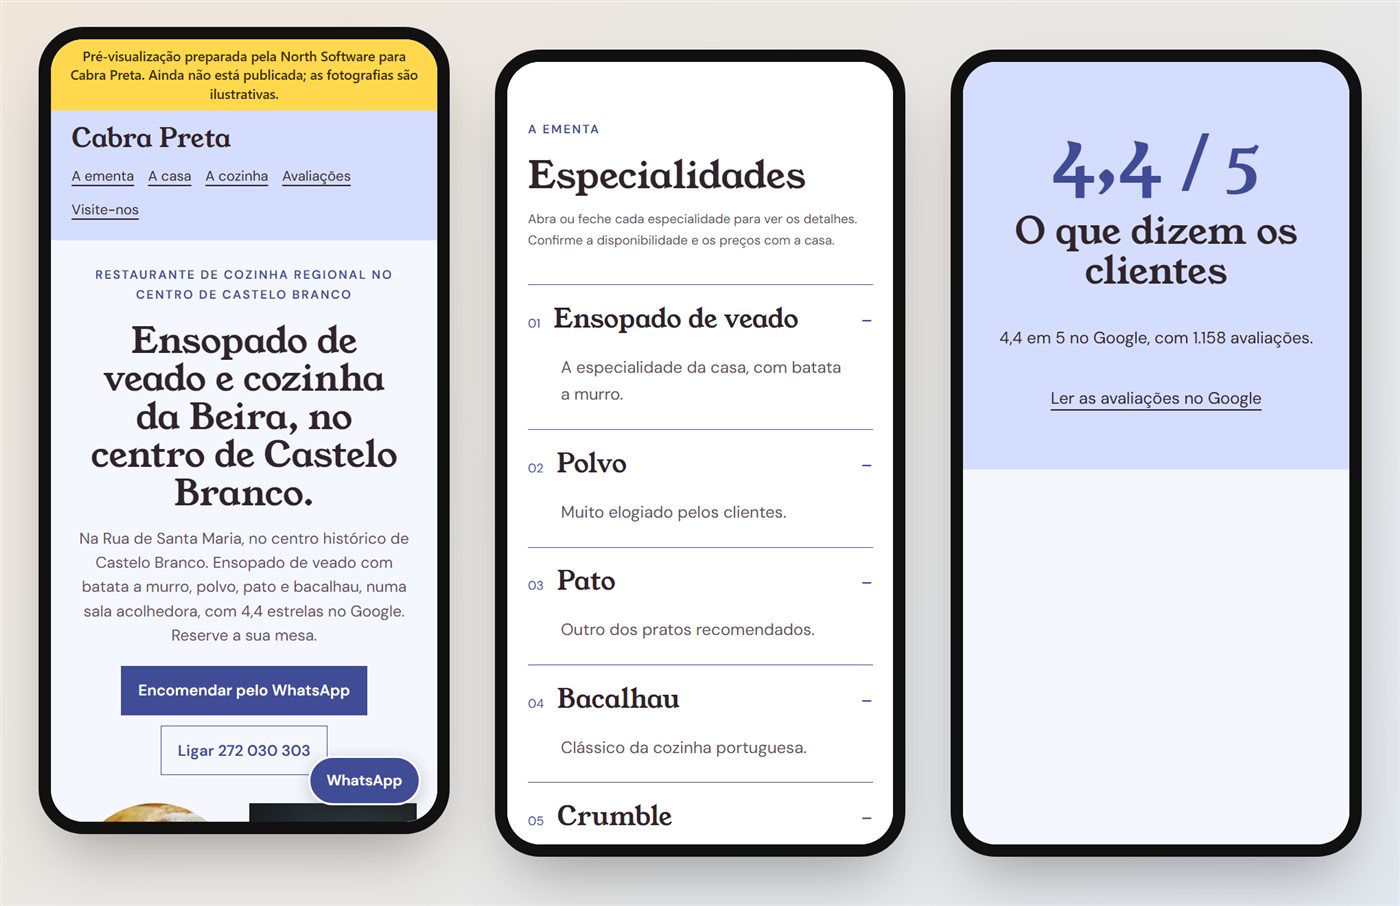 Pré-visualização preparada pela North Software para
Cabra Preta. Ainda não está publicada; as fotografias são
ilustrativas.
Cabra Preta
A ementa A casa A cozinha Avaliações
Visite-nos
RESTAURANTE DE COZINHA REGIONAL NO
CENTRO DE CASTELO BRANCO
Ensopado de
veado e cozinha
da Beira, no
centro de Castelo
Branco.
Na Rua de Santa Maria, no centro histórico de
Castelo Branco. Ensopado de veado com
batata a murro, polvo, pato e bacalhau, numa
sala acolhedora, com 4,4 estrelas no Google.
Reserve a sua mesa.
Encomendar pelo WhatsApp
Ligar 272 030 303
WhatsApp
A EMENTA
Especialidades
Abra ou feche cada especialidade para ver os detalhes.
Confirme a disponibilidade e os preços com a casa.
01 Ensopado de veado −
A especialidade da casa, com batata
a murro.
02 Polvo −
Muito elogiado pelos clientes.
03 Pato −
Outro dos pratos recomendados.
04 Bacalhau −
Clássico da cozinha portuguesa.
05 Crumble −
4,4 / 5
O que dizem os
clientes
4,4 em 5 no Google, com 1.158 avaliações.
Ler as avaliações no Google